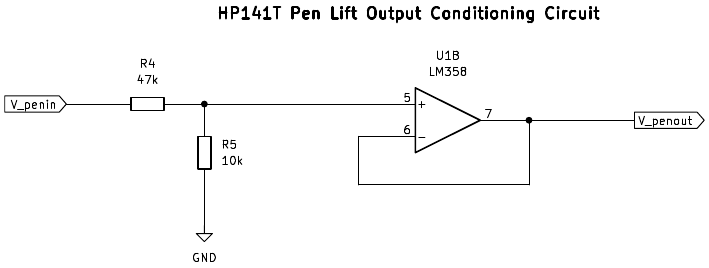 HP141T Pen Lift Output Conditioning Circuit
U1B
LM358
R4
47k
V_penin
5
+
7
V_penout
6
-
R5
10k
GND